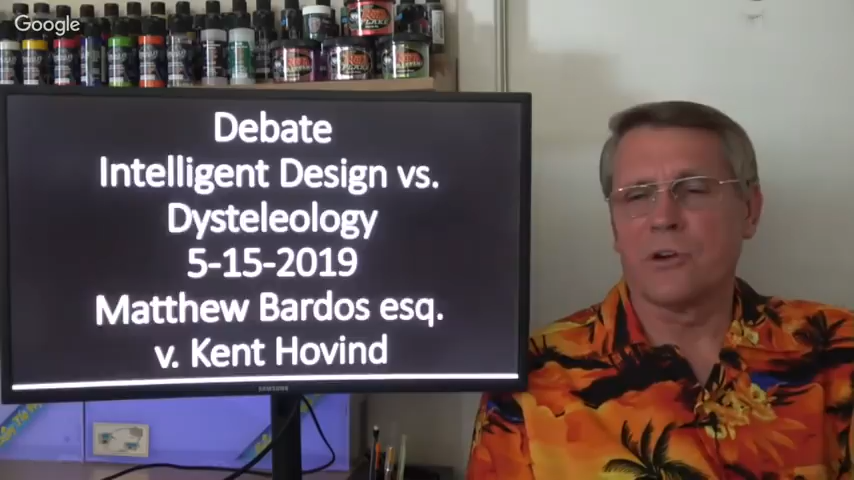 Google
Debate
Intelligent Design vs.
Dysteleology
5-15-2019
Matthew Bardos esq.
v. Kent Hovind
SAMSUNG